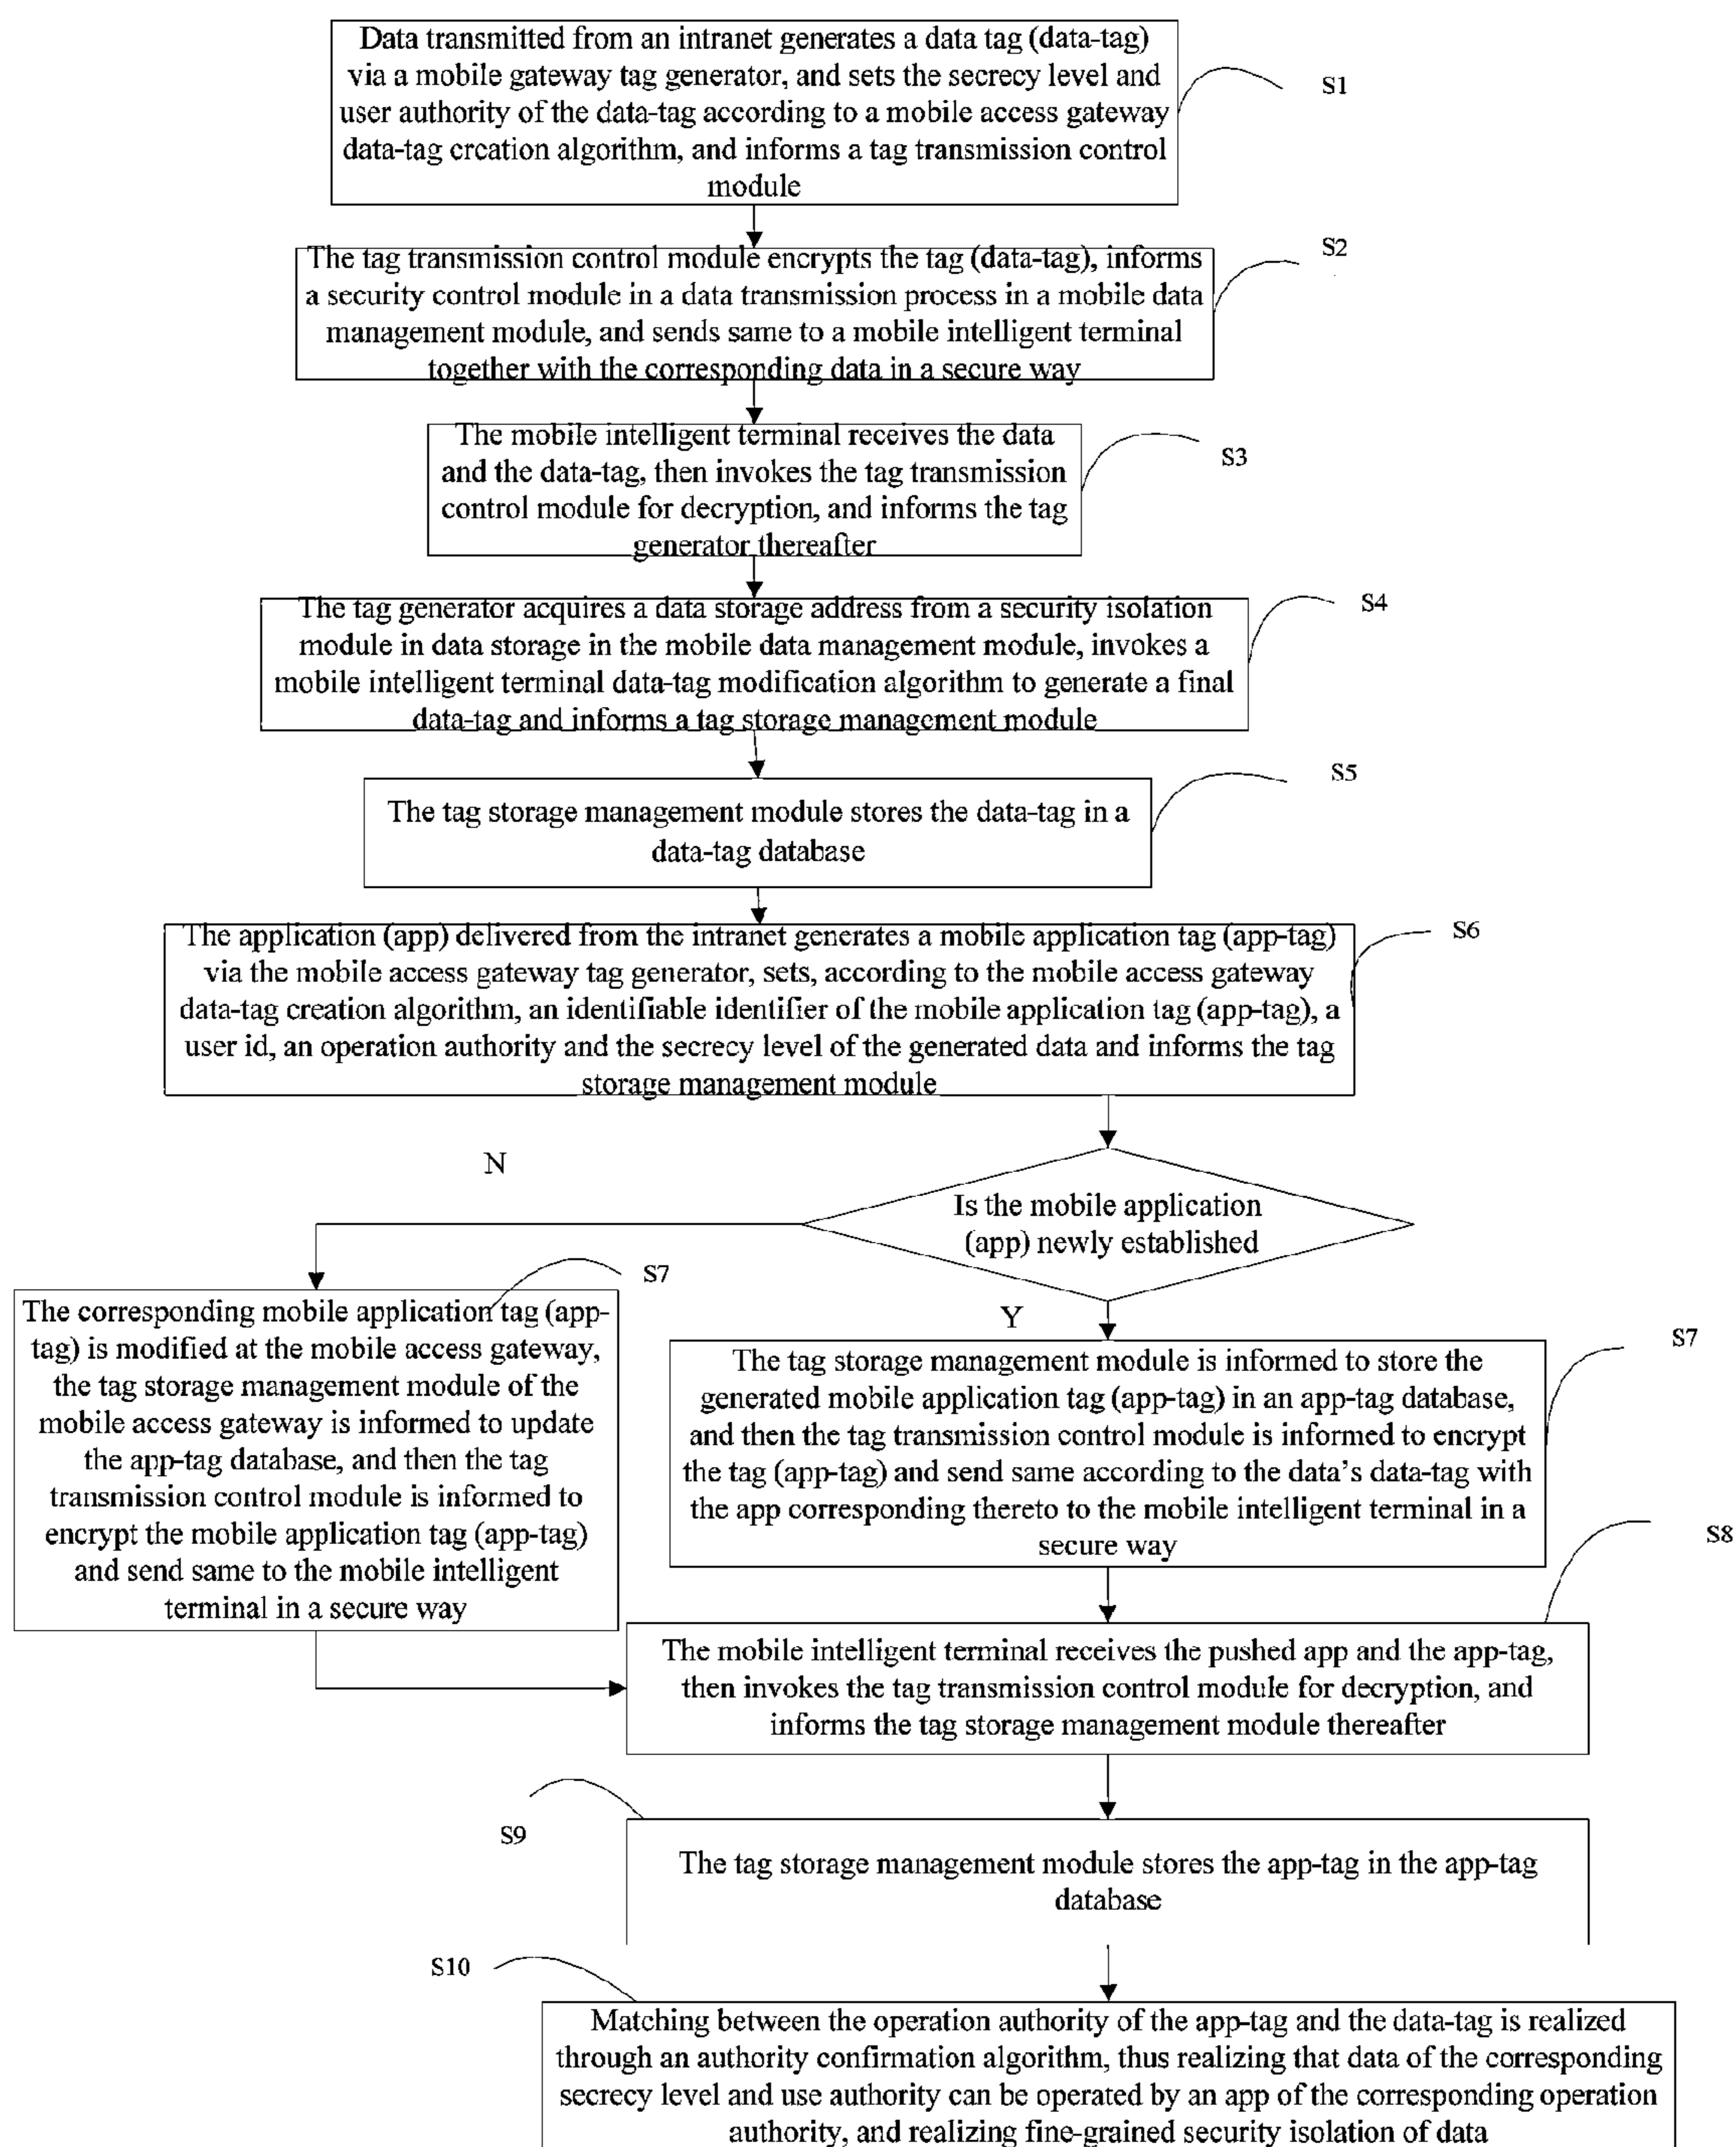 Data transmitted from an intranet generates a data tag (data-tag)
via a mobile gateway tag generator, and sets the secrecy level and
user authority of the data-tag according to a mobile access gateway
data-tag creation algorithm, and informs a tag transmission control
module
S1
The tag transmission control module encrypts the tag (data-tag), informs
a security control module in a data transmission process in a mobile data
management module, and sends same to a mobile intelligent terminal
together with the corresponding data in a secure way
S2
The mobile intelligent terminal receives the data
and the data-tag, then invokes the tag transmission
control module for decryption, and informs the tag
generator thereafter
S3
The tag generator acquires a data storage address from a security isolation
module in data storage in the mobile data management module, invokes a
mobile intelligent terminal data-tag modification algorithm to generate a final
data-tag and informs a tag storage management module
S4
The tag storage management module stores the data-tag in a
data-tag database
S5
The application (app) delivered from the intranet generates a mobile application tag (app-tag)
via the mobile access gateway tag generator, sets, according to the mobile access gateway
data-tag creation algorithm, an identifiable identifier of the mobile application tag (app-tag), a
user id, an operation authority and the secrecy level of the generated data and informs the tag
storage management module
S6
Is the mobile application
(app) newly established
N
Y
The corresponding mobile application tag (app-
tag) is modified at the mobile access gateway,
the tag storage management module of the
mobile access gateway is informed to update
the app-tag database, and then the tag
transmission control module is informed to
encrypt the mobile application tag (app-tag)
and send same to the mobile intelligent
terminal in a secure way
S7
The tag storage management module is informed to store the
generated mobile application tag (app-tag) in an app-tag database,
and then the tag transmission control module is informed to encrypt
the tag (app-tag) and send same according to the data's data-tag with
the app corresponding thereto to the mobile intelligent terminal in a
secure way
S7
The mobile intelligent terminal receives the pushed app and the app-tag,
then invokes the tag transmission control module for decryption, and
informs the tag storage management module thereafter
S8
The tag storage management module stores the app-tag in the app-tag
database
S9
Matching between the operation authority of the app-tag and the data-tag is realized
through an authority confirmation algorithm, thus realizing that data of the corresponding
secrecy level and use authority can be operated by an app of the corresponding operation
authority, and realizing fine-grained security isolation of data
S10